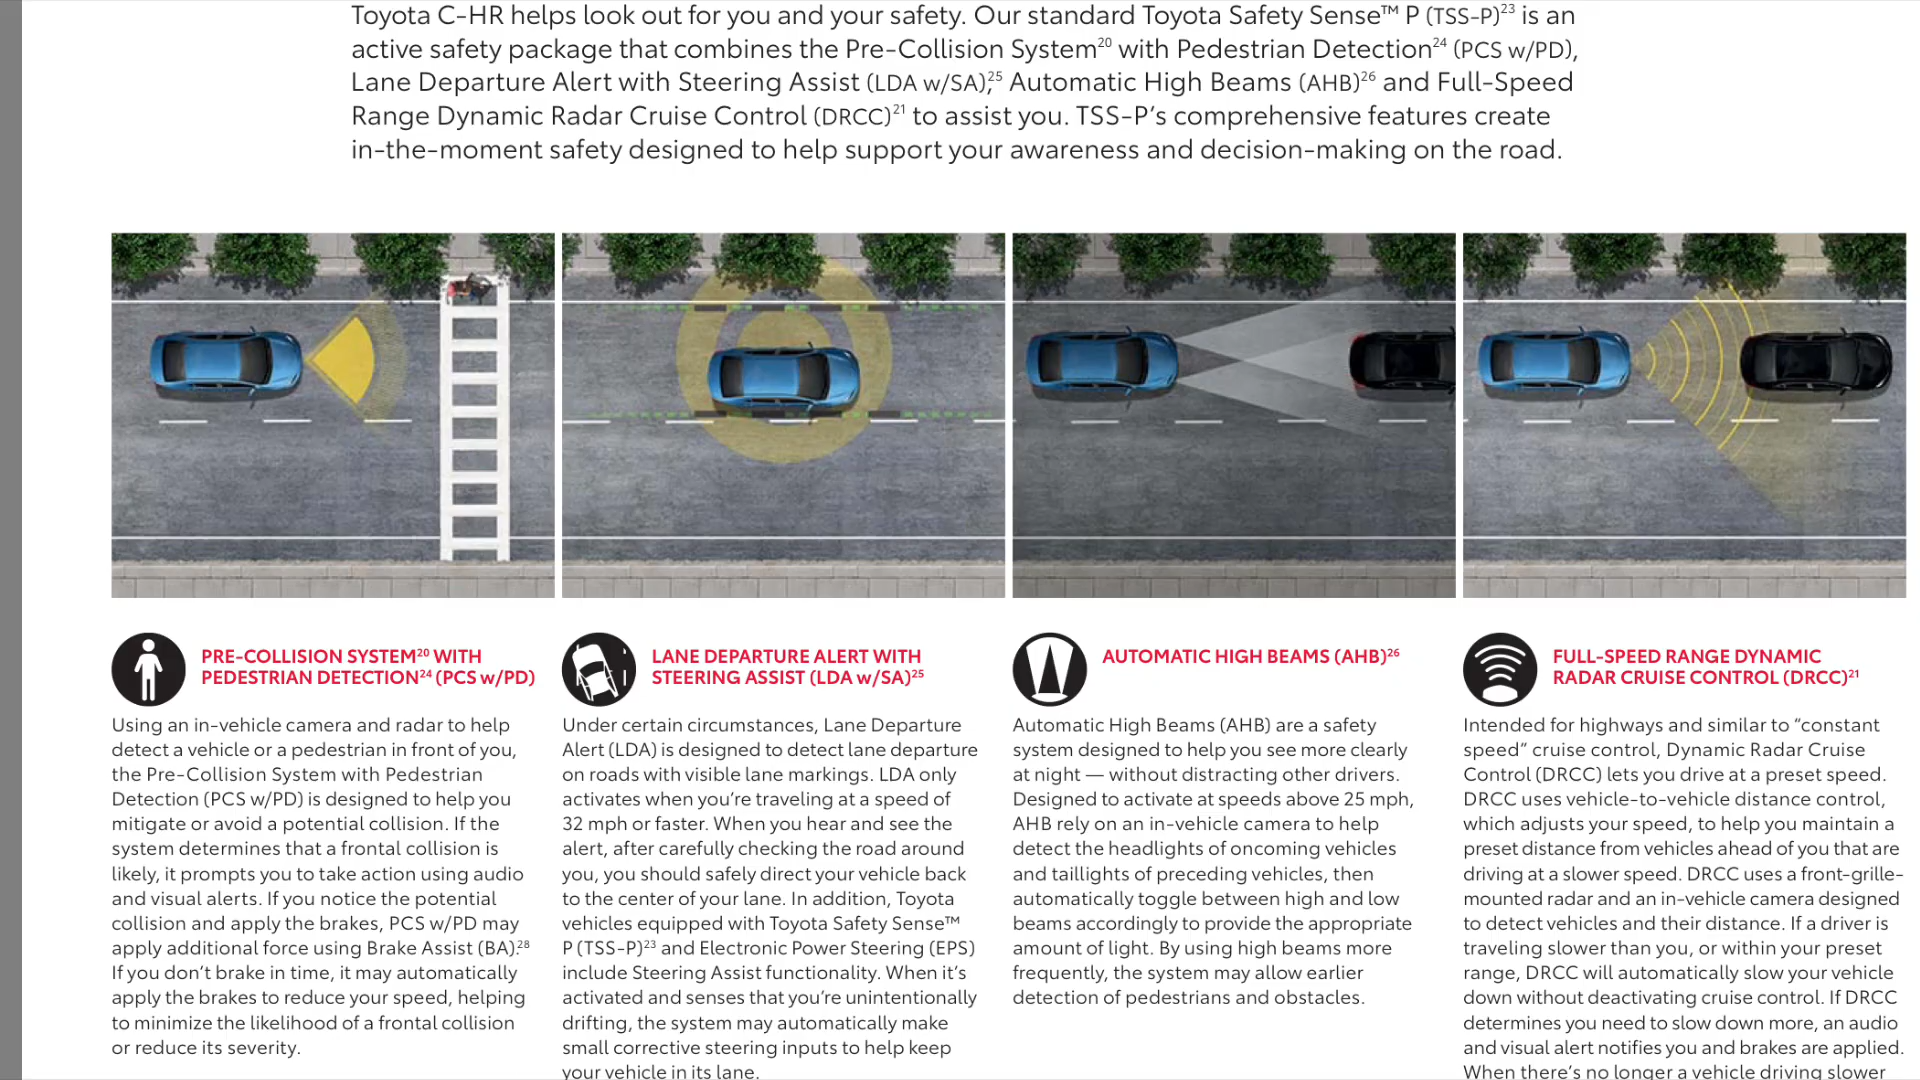 Toyota C-HR helps look out for you and your safety. Our standard Toyota Safety Sense™ P (TSS-P)²³ is an
active safety package that combines the Pre-Collision System²⁰ with Pedestrian Detection²⁴ (PCS w/PD),
Lane Departure Alert with Steering Assist (LDA w/SA),²⁵ Automatic High Beams (AHB)²⁶ and Full-Speed
Range Dynamic Radar Cruise Control (DRCC)²¹ to assist you. TSS-P’s comprehensive features create
in-the-moment safety designed to help support your awareness and decision-making on the road.
PRE-COLLISION SYSTEM²⁰ WITH
PEDESTRIAN DETECTION²⁴ (PCS w/PD)
Using an in-vehicle camera and radar to help
detect a vehicle or a pedestrian in front of you,
the Pre-Collision System with Pedestrian
Detection (PCS w/PD) is designed to help you
mitigate or avoid a potential collision. If the
system determines that a frontal collision is
likely, it prompts you to take action using audio
and visual alerts. If you notice the potential
collision and apply the brakes, PCS w/PD may
apply additional force using Brake Assist (BA).²⁸
If you don’t brake in time, it may automatically
apply the brakes to reduce your speed, helping
to minimize the likelihood of a frontal collision
or reduce its severity.
LANE DEPARTURE ALERT WITH
STEERING ASSIST (LDA w/SA)²⁵
Under certain circumstances, Lane Departure
Alert (LDA) is designed to detect lane departure
on roads with visible lane markings. LDA only
activates when you’re traveling at a speed of
32 mph or faster. When you hear and see the
alert, after carefully checking the road around
you, you should safely direct your vehicle back
to the center of your lane. In addition, Toyota
vehicles equipped with Toyota Safety Sense™
P (TSS-P)²³ and Electronic Power Steering (EPS)
include Steering Assist functionality. When it’s
activated and senses that you’re unintentionally
drifting, the system may automatically make
small corrective steering inputs to help keep
your vehicle in its lane.
AUTOMATIC HIGH BEAMS (AHB)²⁶
Automatic High Beams (AHB) are a safety
system designed to help you see more clearly
at night — without distracting other drivers.
Designed to activate at speeds above 25 mph,
AHB rely on an in-vehicle camera to help
detect the headlights of oncoming vehicles
and taillights of preceding vehicles, then
automatically toggle between high and low
beams accordingly to provide the appropriate
amount of light. By using high beams more
frequently, the system may allow earlier
detection of pedestrians and obstacles.
FULL-SPEED RANGE DYNAMIC
RADAR CRUISE CONTROL (DRCC)²¹
Intended for highways and similar to “constant
speed” cruise control, Dynamic Radar Cruise
Control (DRCC) lets you drive at a preset speed.
DRCC uses vehicle-to-vehicle distance control,
which adjusts your speed, to help you maintain a
preset distance from vehicles ahead of you that are
driving at a slower speed. DRCC uses a front-grille-
mounted radar and an in-vehicle camera designed
to detect vehicles and their distance. If a driver is
traveling slower than you, or within your preset
range, DRCC will automatically slow your vehicle
down without deactivating cruise control. If DRCC
determines you need to slow down more, an audio
and visual alert notifies you and brakes are applied.
When there’s no longer a vehicle driving slower